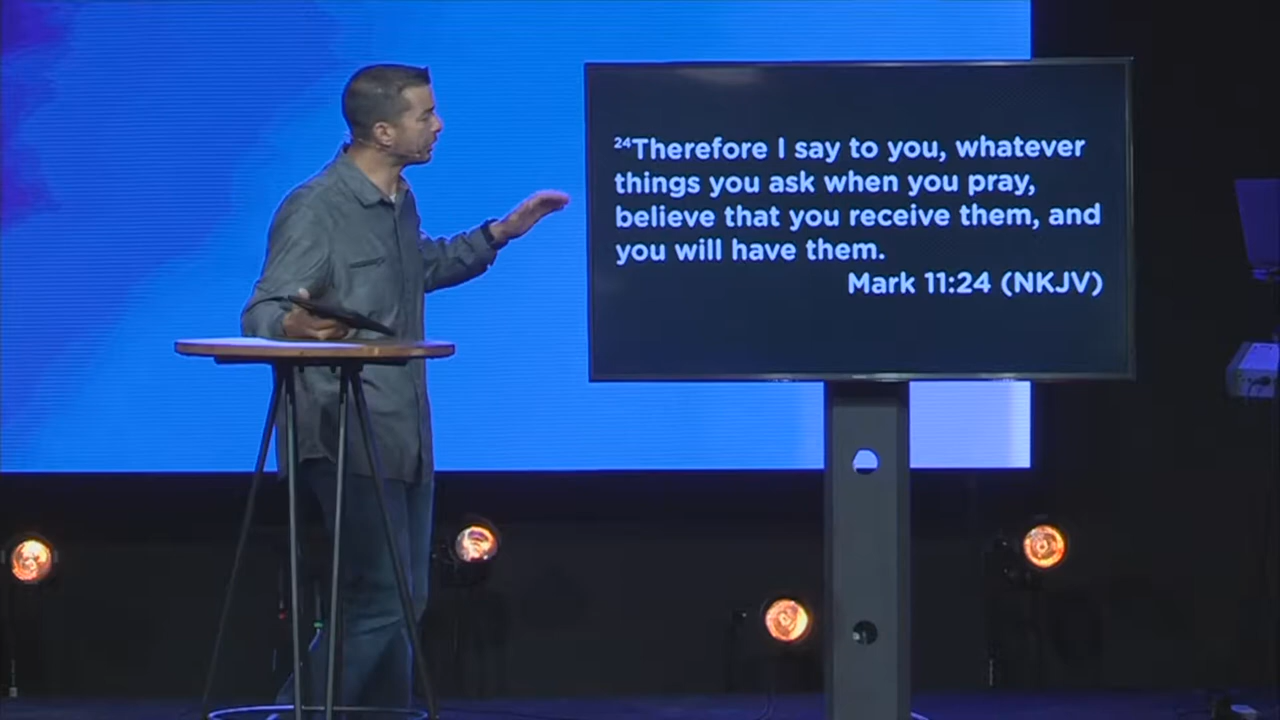 ²⁴Therefore I say to you, whatever
things you ask when you pray,
believe that you receive them, and
you will have them.
Mark 11:24 (NKJV)